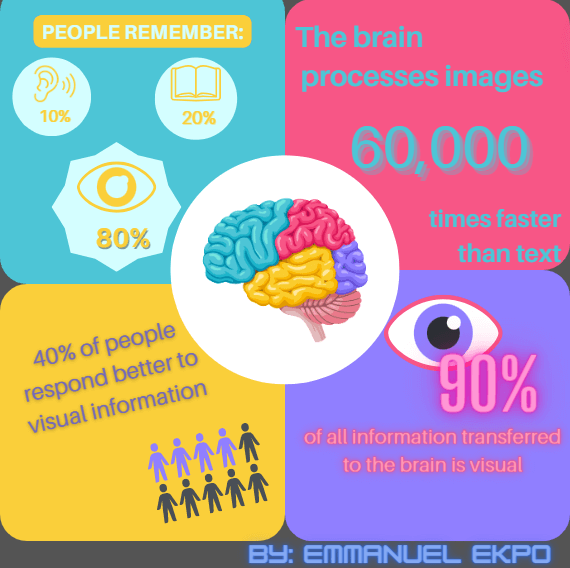 PEOPLE REMEMBER:
10%
20%
80%
The brain
processes images
60,000
times faster
than text
40% of people
respond better to
visual information
90%
of all information transferred
to the brain is visual
BY: EMMANUEL EKPO